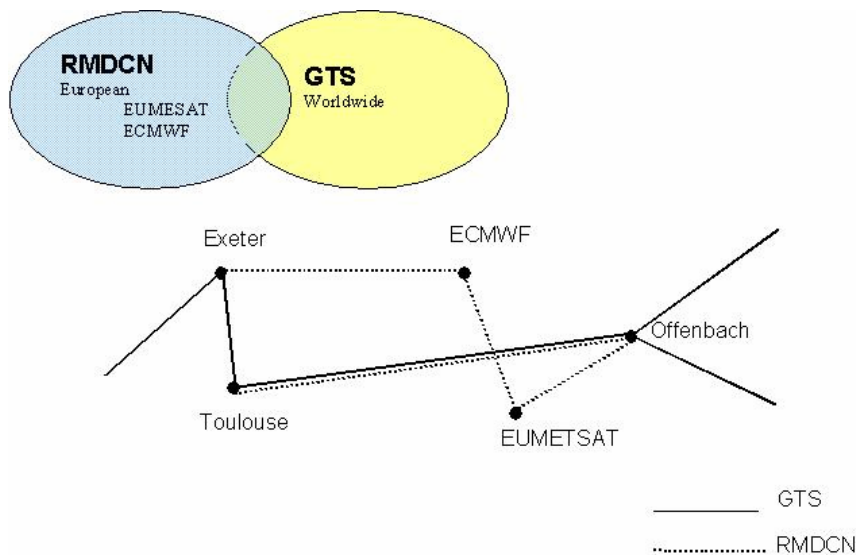 RMDCN
European
EUMESAT
ECMWF
GTS
Worldwide
Exeter
ECMWF
Offenbach
Toulouse
EUMETSAT
GTS
RMDCN